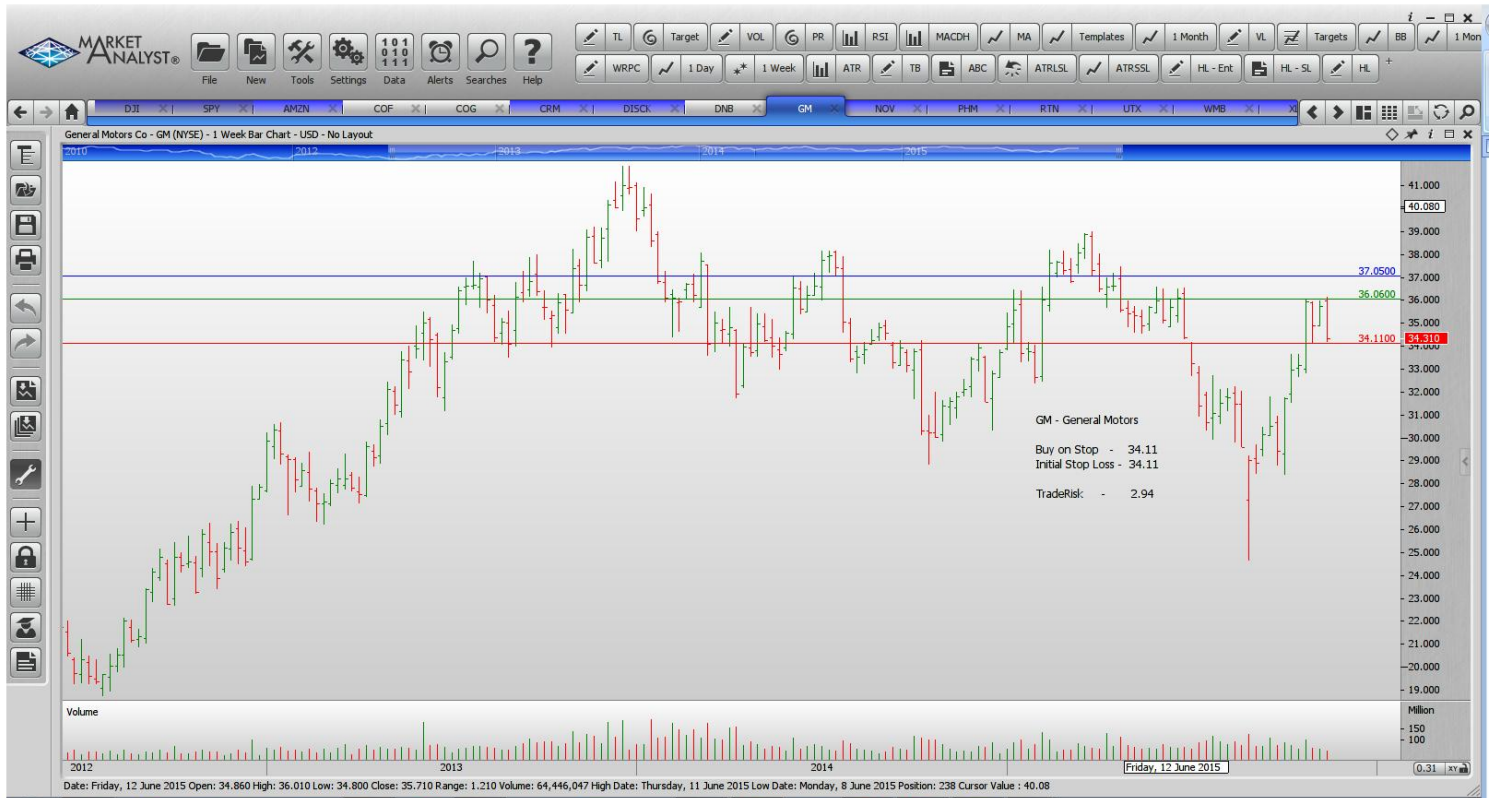 MARKET ANALYST®
File New Tools Settings Data Alerts Searches Help
TL Target VOL PR RSI MACDH MA Templates 1 Month VL Targets BB 1 Mon
WRPC 1 Day 1 Week ATR TB ABC ATRLSL ATRSSL HL - Ent HL - SL HL
DJI SPY AMZN COF COG CRM DISCK DNB GM NOV PHM RTN UTX WMB
General Motors Co - GM (NYSE) - 1 Week Bar Chart - USD - No Layout
2010 2012 2013 2014 2015
41.000
40.080
39.000
38.000
37.0500
37.000
36.0600
36.000
35.000
34.1100
34.310
34.000
33.000
32.000
31.000
30.000
29.000
28.000
27.000
26.000
25.000
24.000
23.000
22.000
21.000
20.000
19.000
GM - General Motors
Buy on Stop - 34.11
Initial Stop Loss - 34.11
TradeRisk - 2.94
Volume
Million
150
100
2012 2013 2014 Friday, 12 June 2015 0.31 XY
Date: Friday, 12 June 2015 Open: 34.860 High: 36.010 Low: 34.800 Close: 35.710 Range: 1.210 Volume: 64,446,047 High Date: Thursday, 11 June 2015 Low Date: Monday, 8 June 2015 Position: 238 Cursor Value : 40.08